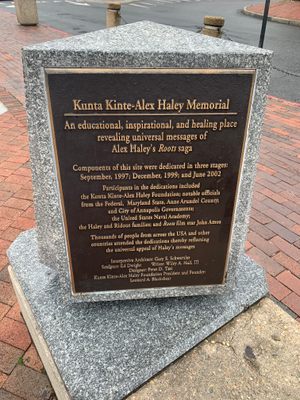 Kunta Kinte-Alex Haley Memorial
An educational, inspirational, and healing place
revealing universal messages of
Alex Haley's Roots saga
Components of this site were dedicated in three stages:
September, 1997; December, 1999; and June 2002
Participants in the dedications included
the Kunta Kinte-Alex Haley Foundation; notable officials
from the Federal, Maryland State, Anne Arundel County,
and City of Annapolis Governments;
the United States Naval Academy;
the Haley and Ridout families; and Roots film star John Amos
Thousands of people from across the USA and other
countries attended the dedications thereby reflecting
the universal appeal of Haley's messages
Interpretive Architect: Gary S. Schwerzler
Sculptor: Ed Dwight Writer: Wiley A. Hall, III
Designer: Peter D. Tasi
Kunta Kinte-Alex Haley Foundation President and Founder:
Leonard A. Blackshear